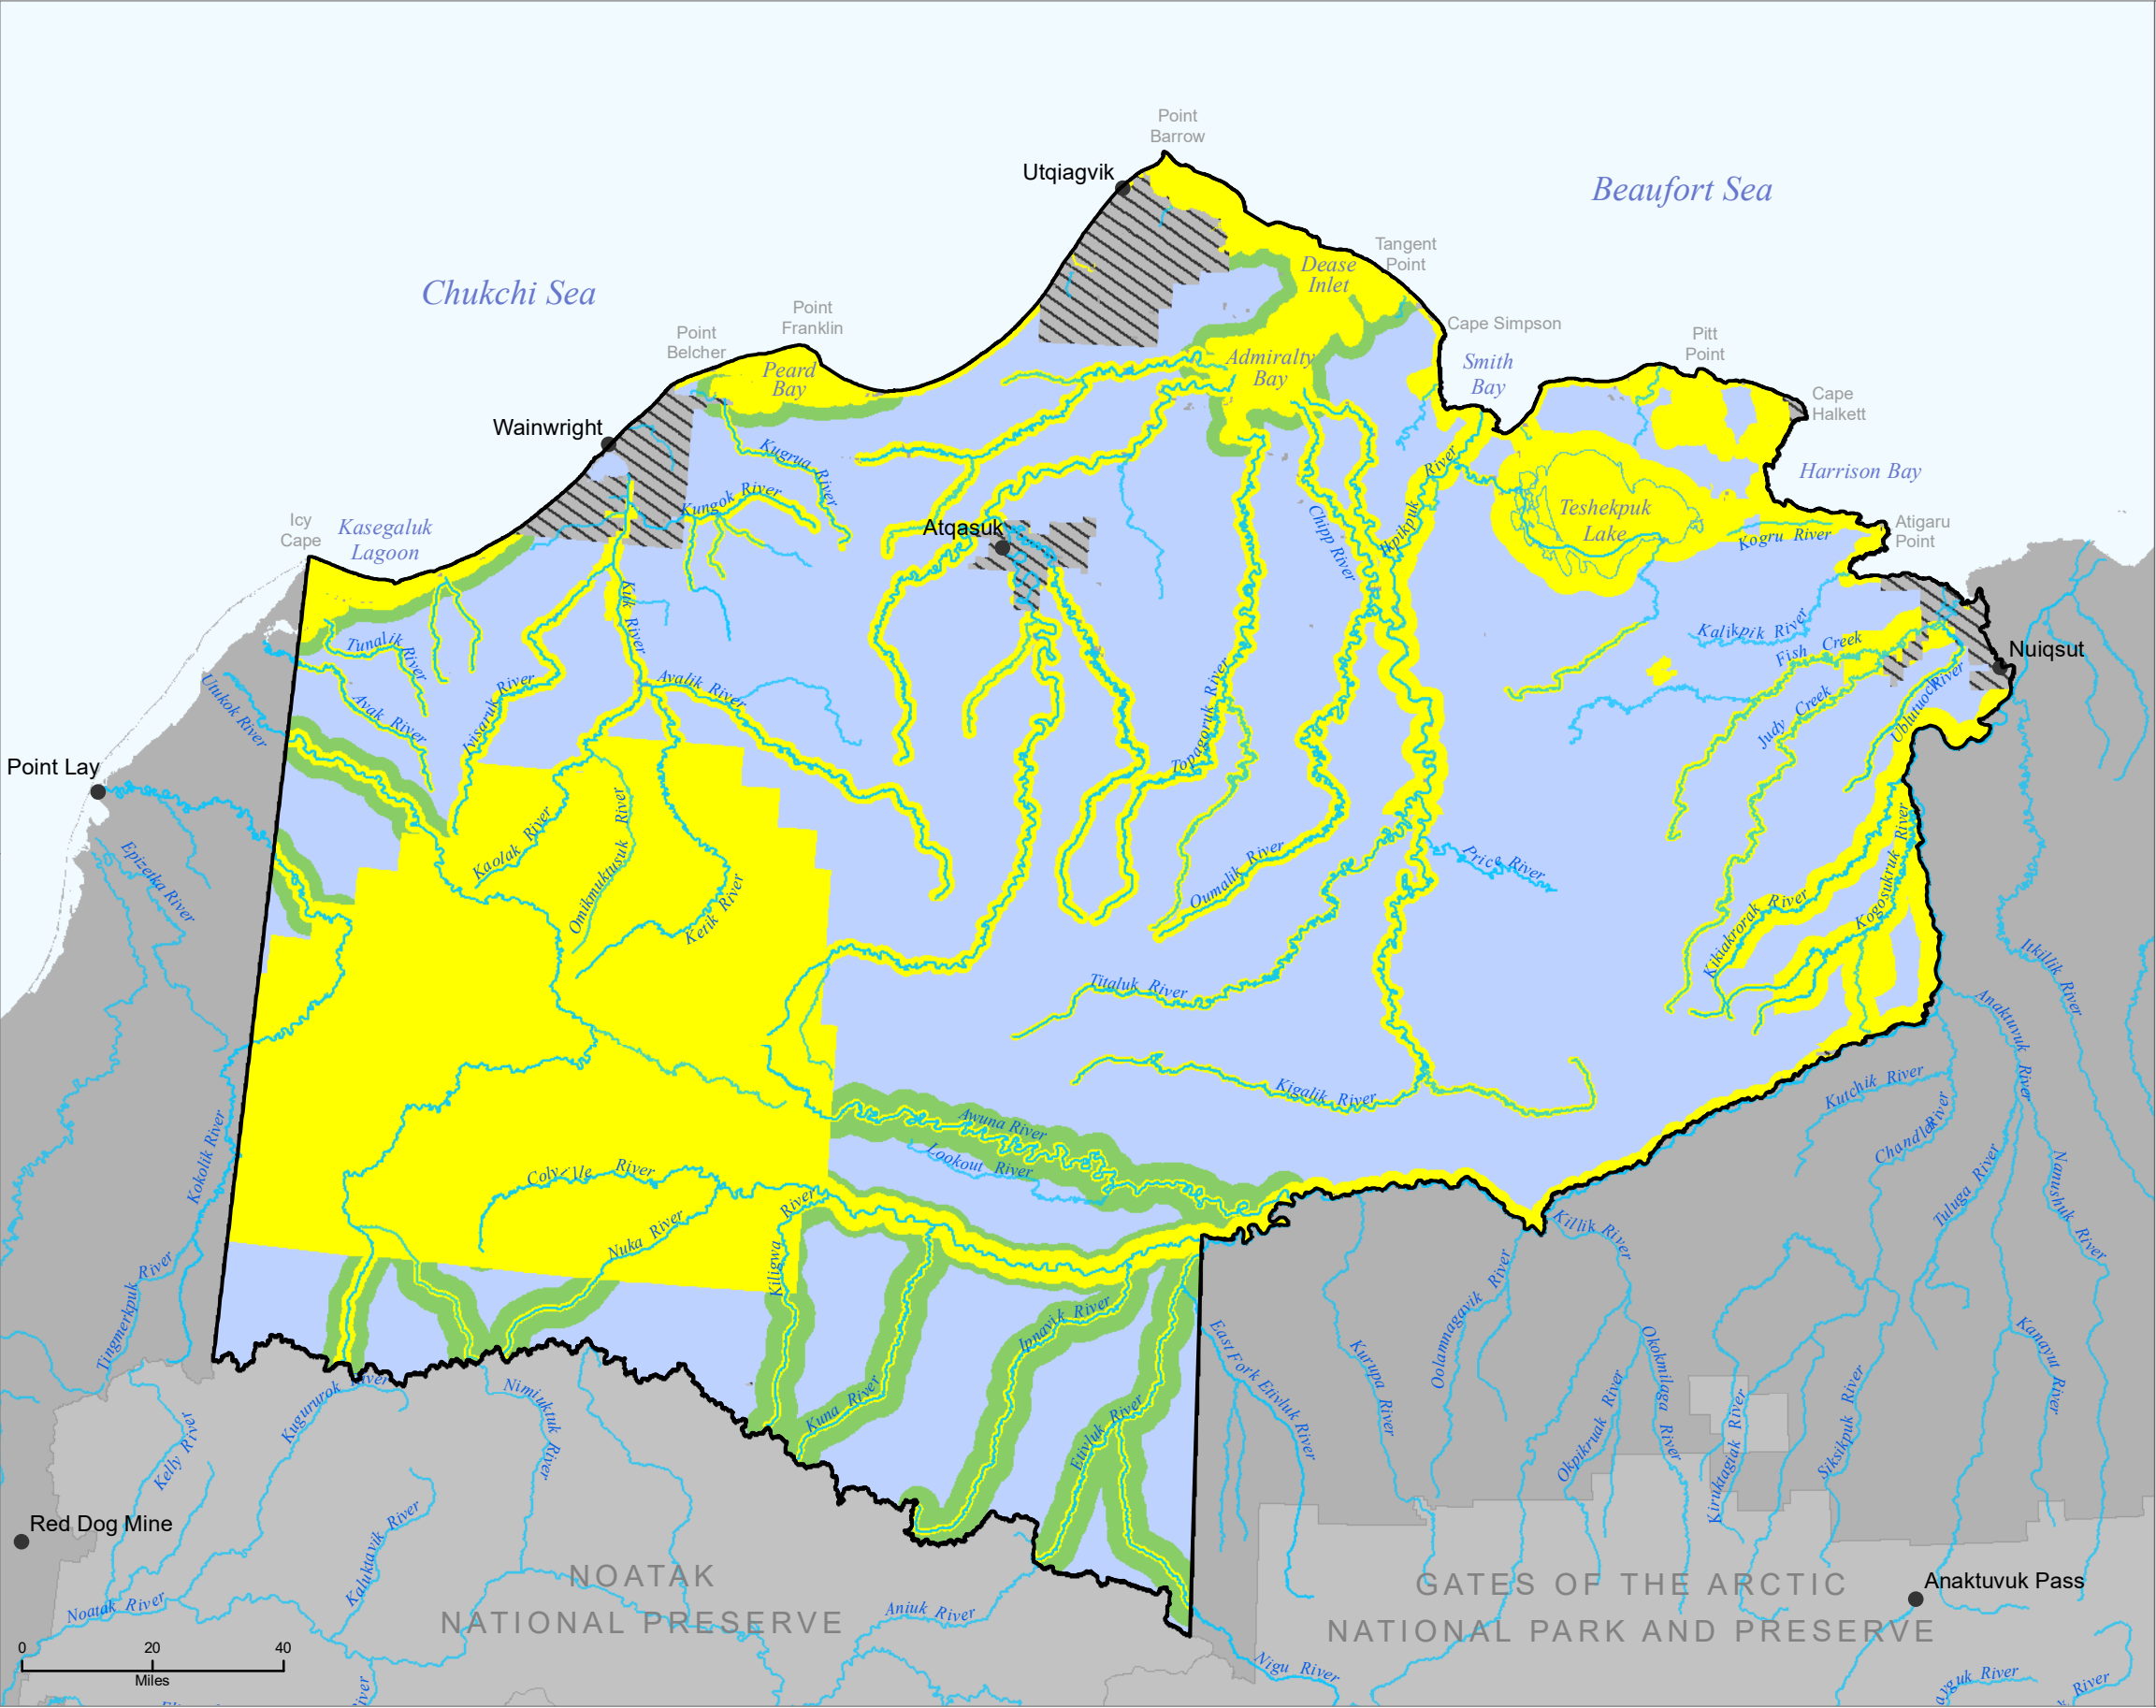 Point
Barrow
Utqiagvik
Beaufort Sea
Chukchi Sea
Tangent
Point
Dease
Inlet
Point
Franklin
Point
Belcher
Cape Simpson
Pitt
Point
Smith
Bay
Admiralty
Bay
Peard
Bay
Cape
Halkett
Wainwright
Kugrua River
River
Harrison Bay
Kungok River
Icy
Cape
Kasegaluk
Lagoon
Atqasuk
Chipp River
Ikpikpuk
Teshekpuk
Lake
Kogru River
Atigaru
Point
Kuk River
Tunalik River
Kalikpik River
Fish Creek
Nuiqsut
Utukok River
Avak River
Ivisaruk River
Avalik River
Topagoruk River
Judy Creek
Ublutuoch River
Point Lay
Epizetka River
Kaolak River
Omikmuktusuk River
Ketik River
Oumalik River
Price River
Kikiakrorak River
Kogosukruk River
Itkillik River
Titaluk River
Anaktuvuk River
Kigalik River
Kutchik River
Kokolik River
Awuna River
Lookout River
Chandler River
Tuluga River
Nanushuk River
River
River
Nuka River
Kiligwa
Killik River
Tingmerkpuk River
Ipnavik River
East Fork Etivluk River
Kurupa River
Oolamnagavik River
Okokmilaga River
Kanayut River
Kugururok River
Nimiuktuk River
Kuna River
Etivluk River
Okpikruak River
Kiruktagiak River
Siksikpuk River
Kelly River
Red Dog Mine
Kaluktavik River
NOATAK
NATIONAL PRESERVE
GATES OF THE ARCTIC
NATIONAL PARK AND PRESERVE
Anaktuvuk Pass
Noatak River
Aniuk River
Nigu River
0 20 40
Miles
River
River
River